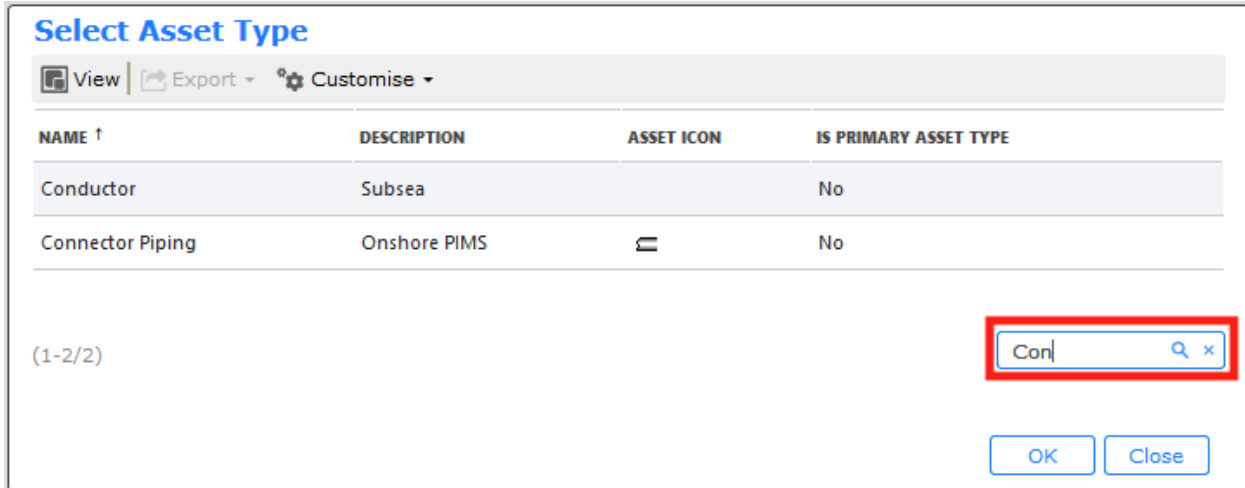 Select Asset Type
View Export Customise
NAME ↑ DESCRIPTION ASSET ICON IS PRIMARY ASSET TYPE
Conductor Subsea No
Connector Piping Onshore PIMS No
(1-2/2) Con ×
OK Close